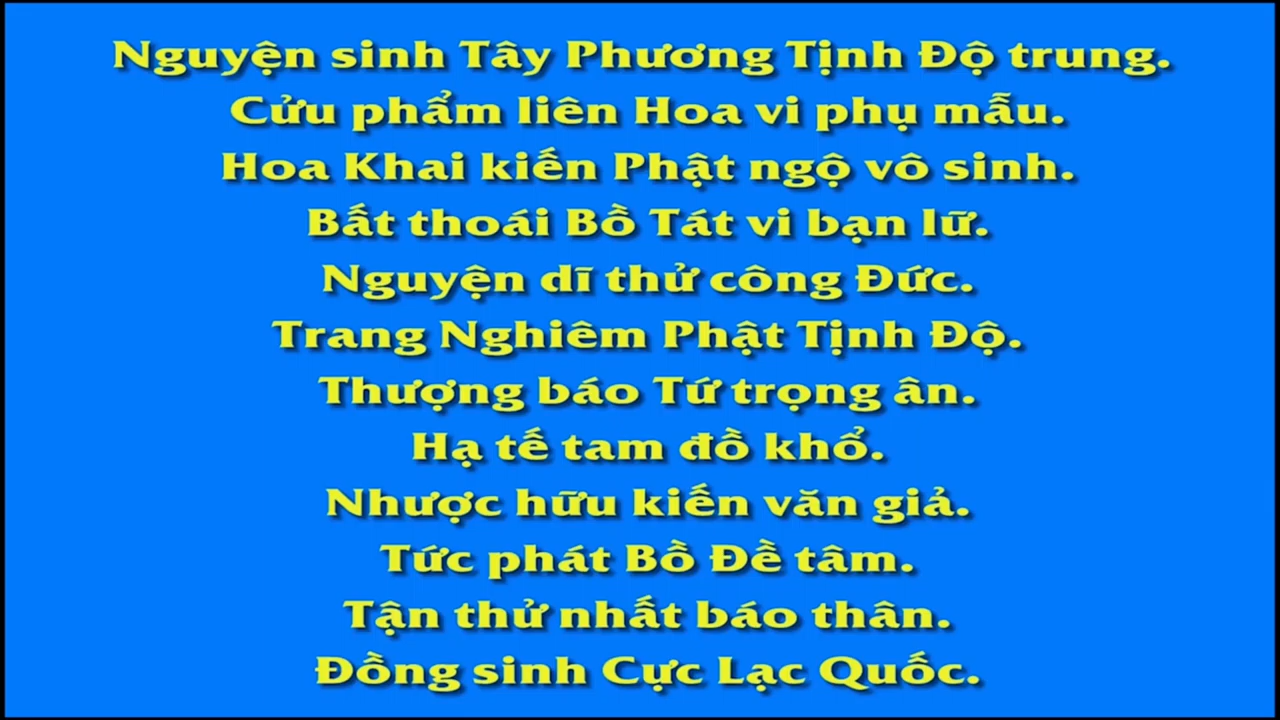 Nguyện sinh Tây Phương Tịnh Độ trung.
Cửu phẩm liên Hoa vi phụ mẫu.
Hoa Khai kiến Phật ngộ vô sinh.
Bất thoái Bồ Tát vi bạn lữ.
Nguyện dĩ thử công Đức.
Trang Nghiêm Phật Tịnh Độ.
Thượng báo Tứ trọng ân.
Hạ tế tam đồ khổ.
Nhược hữu kiến văn giả.
Tức phát Bồ Đề tâm.
Tận thử nhất báo thân.
Đồng sinh Cực Lạc Quốc.